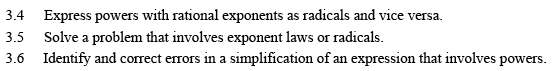 3.4 Express powers with rational exponents as radicals and vice versa.
3.5 Solve a problem that involves exponent laws or radicals.
3.6 Identify and correct errors in a simplification of an expression that involves powers.